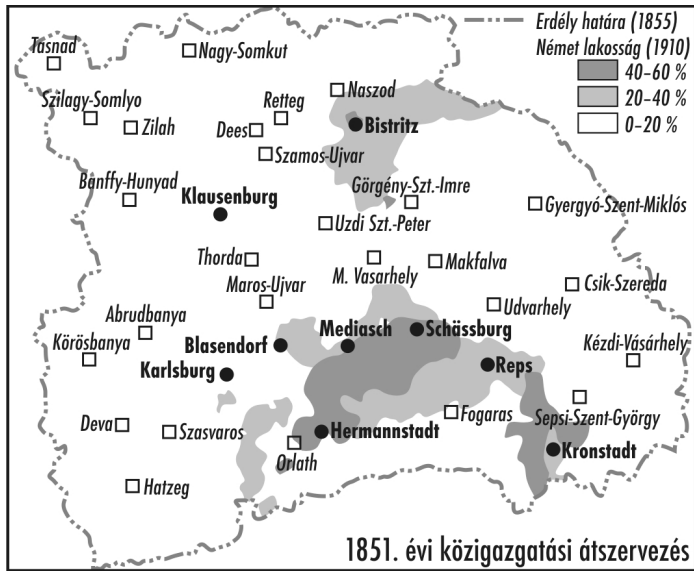 Erdély határa (1855)
Német lakosság (1910)
40–60 %
20–40 %
0–20 %
Tasnad
Nagy-Somkut
Naszod
Szilagy-Somlyo
Zilah
Retteg
Dees
Bistritz
Szamos-Ujvar
Banffy-Hunyad
Klausenburg
Görgény-Szt.-Imre
Gyergyó-Szent-Miklós
Uzdi Szt.-Peter
Thorda
M. Vasarhely
Makfalva
Maros-Ujvar
Csik-Szereda
Udvarhely
Abrudbanya
Körösbanya
Blasendorf
Mediasch
Schässburg
Kézdi-Vásárhely
Karlsburg
Reps
Deva
Szasvaros
Hermannstadt
Fogaras
Sepsi-Szent-György
Orlath
Kronstadt
Hatzeg
1851. évi közigazgatási átszervezés